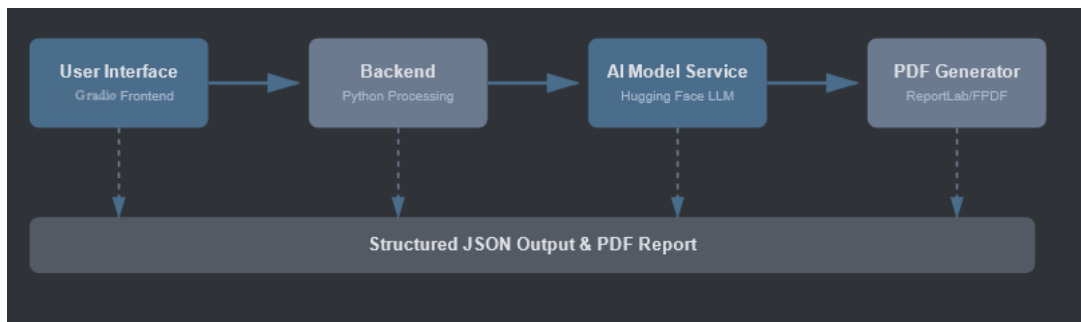 User Interface
Gradio Frontend
Backend
Python Processing
AI Model Service
Hugging Face LLM
PDF Generator
ReportLab/FPDF
Structured JSON Output & PDF Report